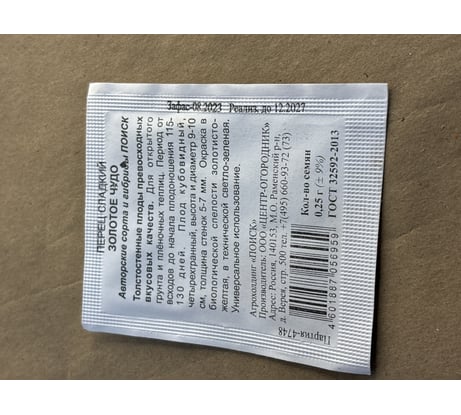 Зафас-08.2023 Реализ. до 12.2027
ПЕРЕЦ СЛАДКИЙ
ЗОЛОТОЕ ЧУДО
Авторские сорта и гибриды ПОИСК
Толстостенные плоды превосходных
вкусовых качеств. Для открытого
грунта и плёночных теплиц. Период от
всходов до начала плодоношения 115-
130 дней. Плод кубовидный,
четырехгранный, высота и диаметр 9-10
см, толщина стенок 5-7 мм. Окраска в
биологической спелости золотисто-
желтая, в технической светло-зеленая.
Универсальное использование.
Агрохолдинг «ПОИСК»
Производитель: ООО «ЦЕНТР-ОГОРОДНИК»
Адрес: Россия, 140153, М.О. Раменский р-н,
д. Верея, стр. 500 тел. +7(495) 660-93-72 (73)
Кол-во семян
0,25 г (± 9%)
ГОСТ 32592-2013
4601887056959
Партия-4748